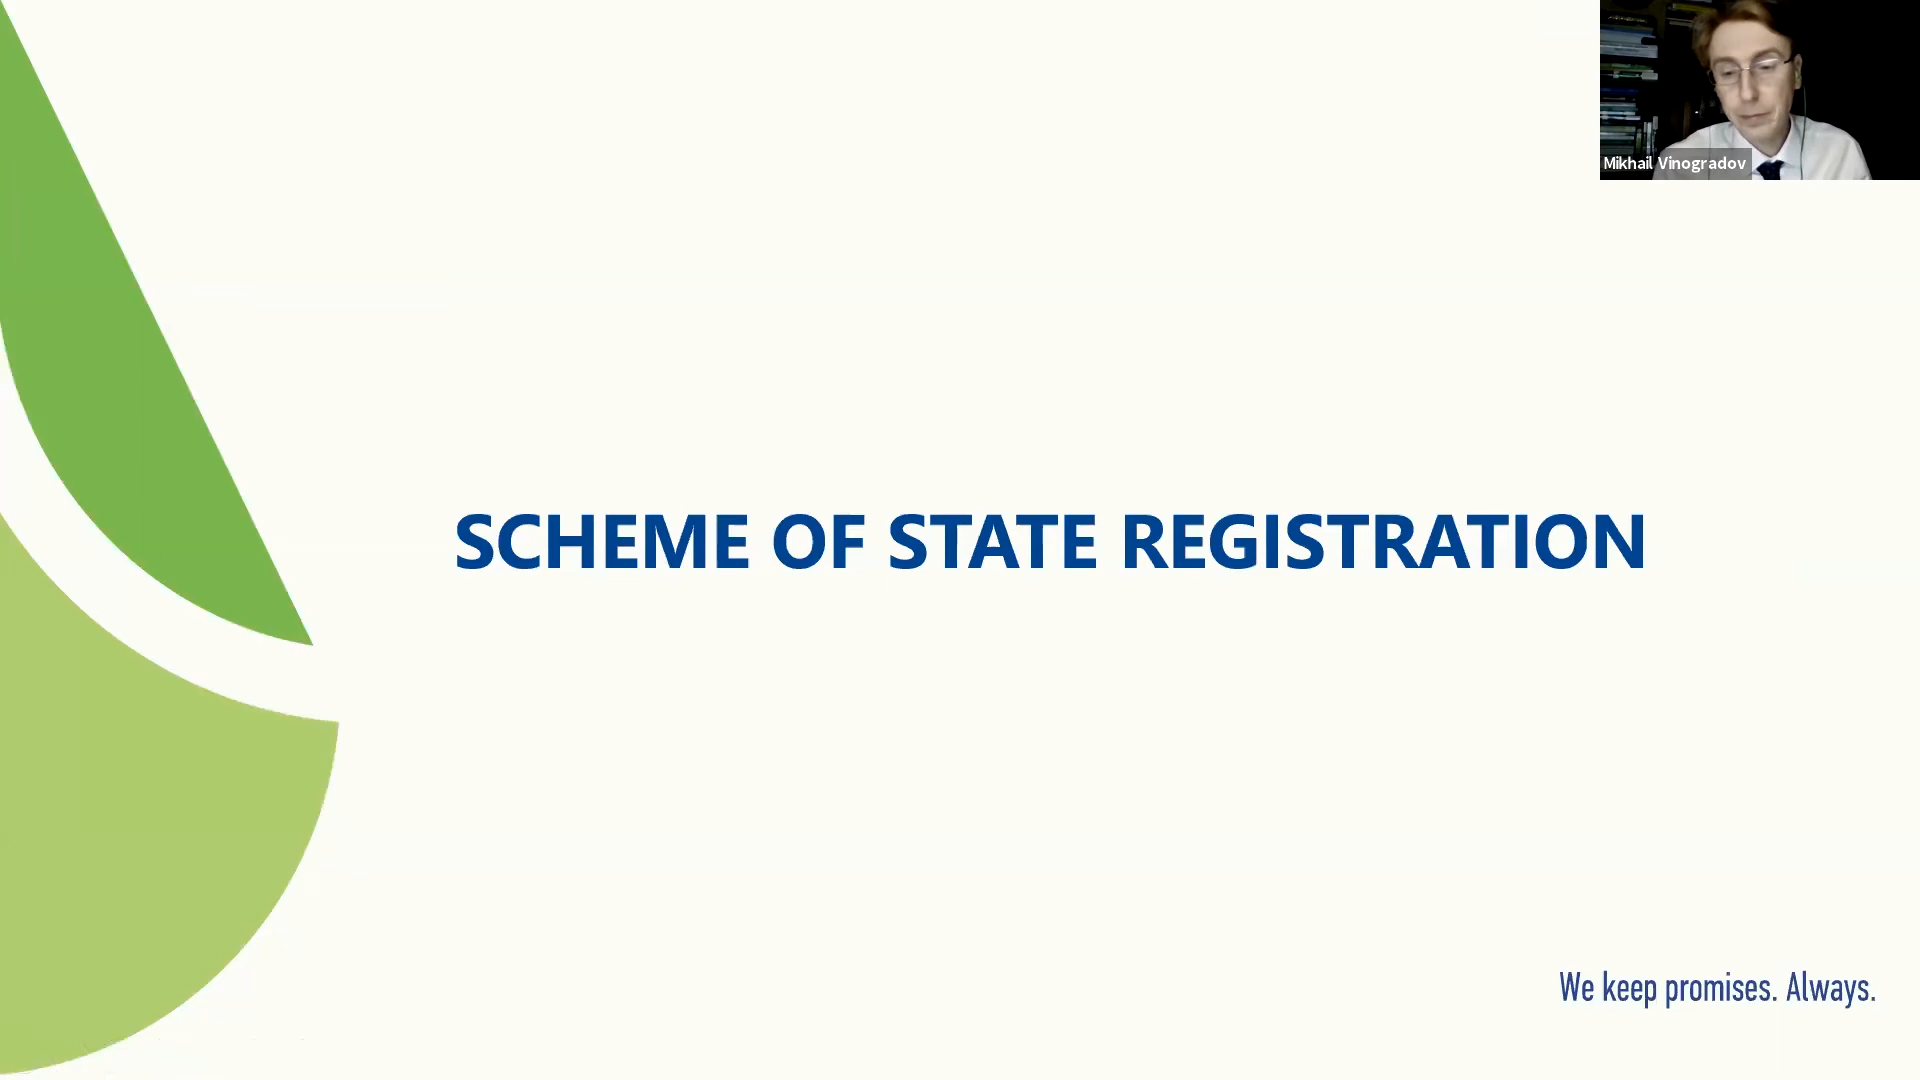 Mikhail Vinogradov
SCHEME OF STATE REGISTRATION
We keep promises. Always.